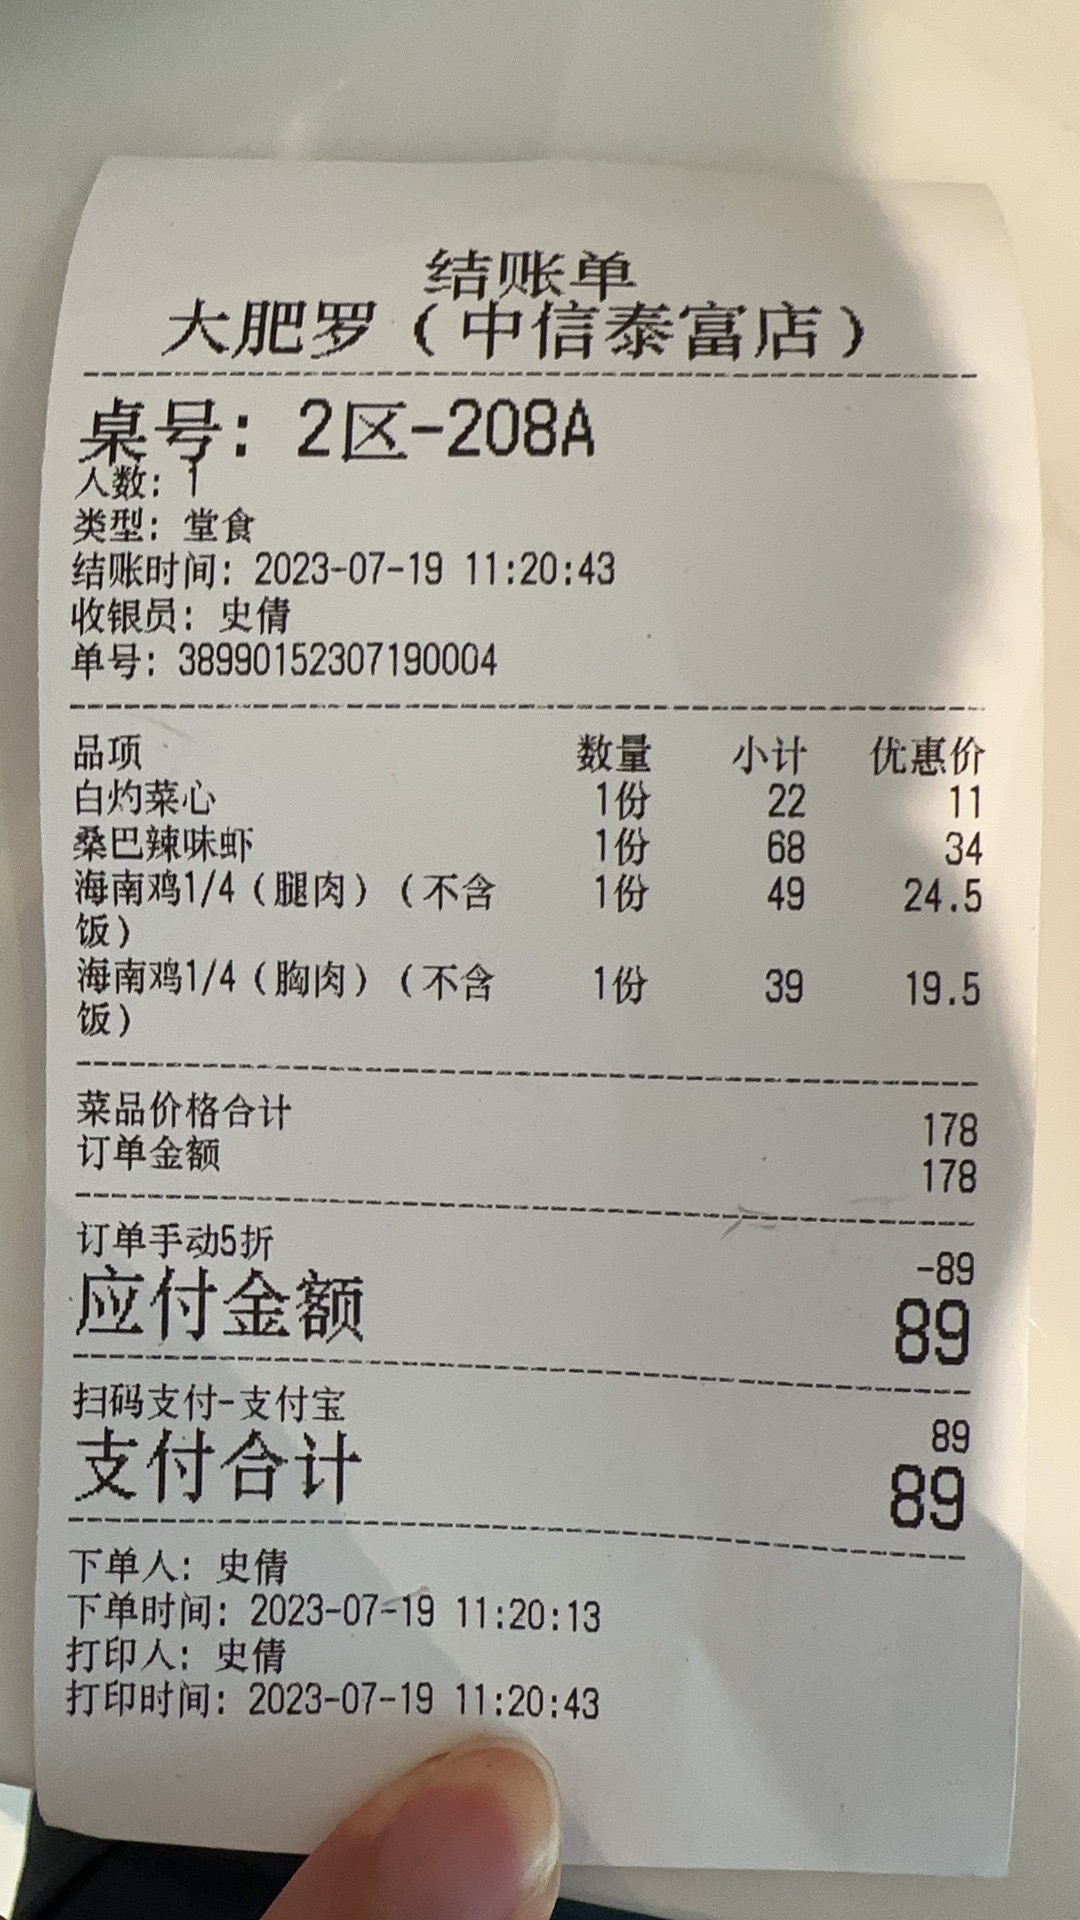 结账单
大肥罗（中信泰富店）
桌号：2区-208A
人数：1
类型：堂食
结账时间：2023-07-19 11:20:43
收银员：史倩
单号：38990152307190004
品项 数量 小计 优惠价
白灼菜心 1份 22 11
桑巴辣味虾 1份 68 34
海南鸡1/4（腿肉）（不含 1份 49 24.5
饭）
海南鸡1/4（胸肉）（不含 1份 39 19.5
饭）
菜品价格合计 178
订单金额 178
订单手动5折 -89
应付金额 89
扫码支付-支付宝 89
支付合计 89
下单人：史倩
下单时间：2023-07-19 11:20:13
打印人：史倩
打印时间：2023-07-19 11:20:43